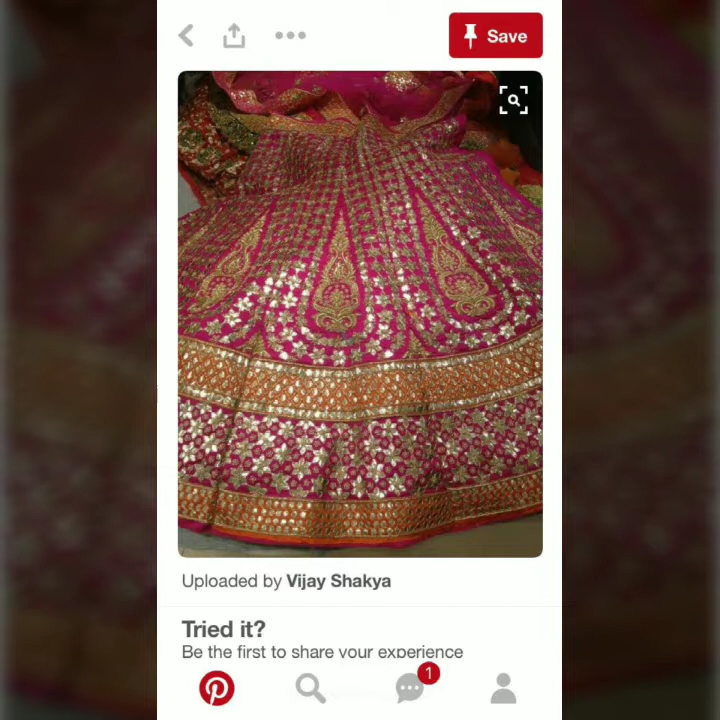 Save
Uploaded by Vijay Shakya
Tried it?
Be the first to share your experience
1